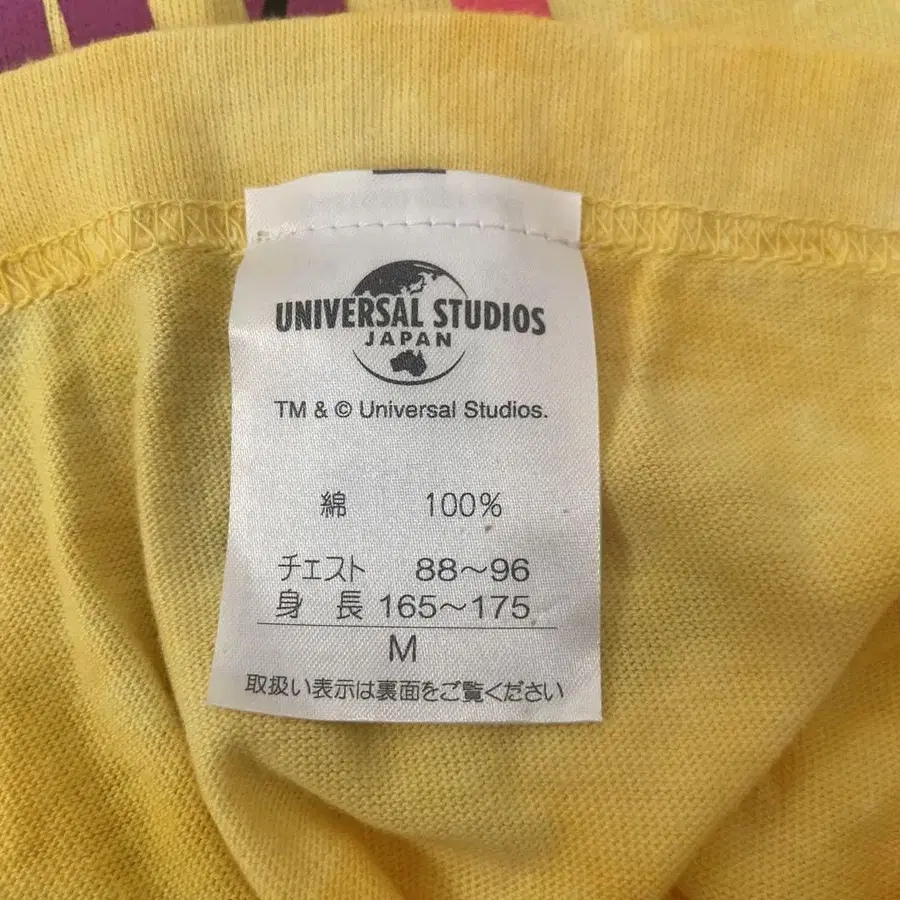 UNIVERSAL STUDIOS
JAPAN
TM & © Universal Studios.
綿 100%
チェスト 88～96
身長 165～175
M
取扱い表示は裏面をご覧ください